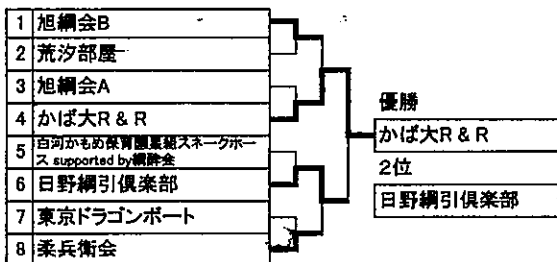 1 旭綱会B
2 荒汐部屋
3 旭綱会A
4 かば大R & R
5 白河かもめ保育園裏組スネークホー
ス supported by綱酔会
6 日野綱引倶楽部
7 東京ドラゴンボート
8 柔兵衛会
優勝
かば大R & R
2位
日野綱引倶楽部